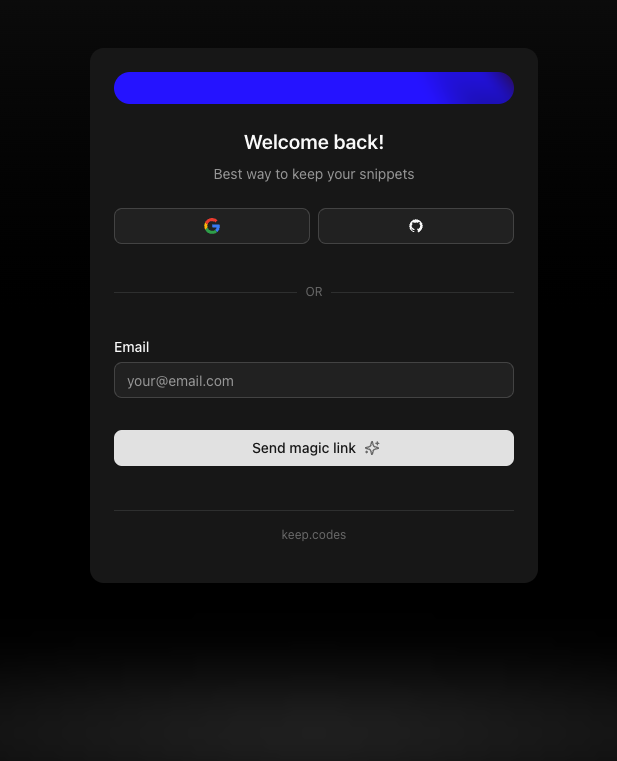 Welcome back!
Best way to keep your snippets
OR
Email
your@email.com
Send magic link
keep.codes